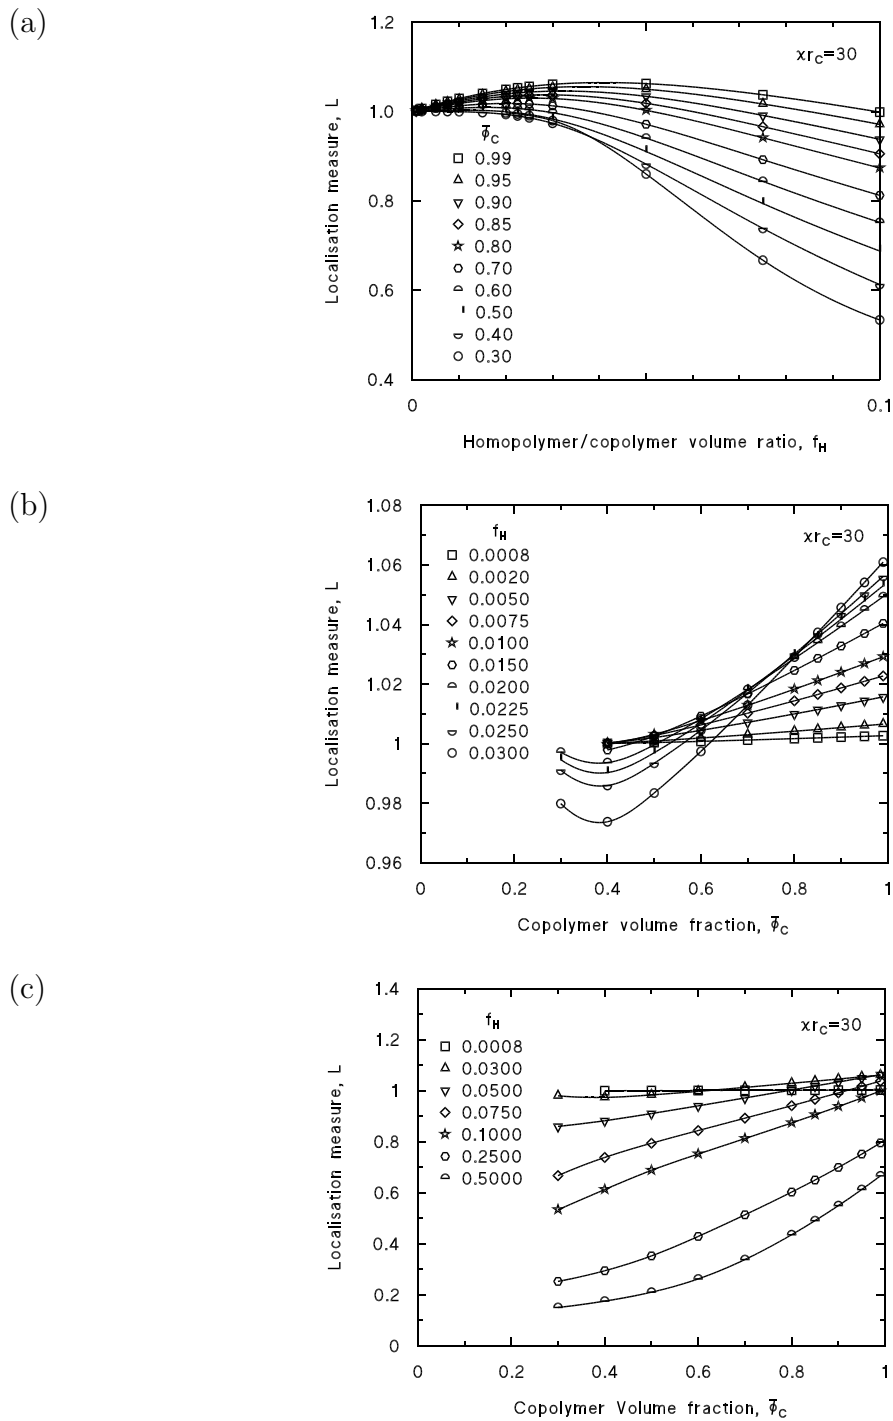 (a)
1.2
χr_C=30
1.0
ϕ̄_C
0.99
0.95
0.90
0.85
0.8
0.80
0.70
0.60
0.50
0.6
0.40
0.30
0.4
Localisation measure, L
0 0.1
Homopolymer/copolymer volume ratio, f_H
(b)
1.08
f_H
χr_C=30
0.0008
1.06
0.0020
0.0050
0.0075
1.04
0.0100
0.0150
1.02
0.0200
0.0225
0.0250
1
0.0300
0.98
0.96
Localisation measure, L
0 0.2 0.4 0.6 0.8 1
Copolymer volume fraction, ϕ̄_C
(c)
1.4
f_H
χr_C=30
1.2
0.0008
0.0300
1
0.0500
0.0750
0.1000
0.8
0.2500
0.5000
0.6
0.4
0.2
0
Localisation measure, L
0 0.2 0.4 0.6 0.8 1
Copolymer Volume fraction, ϕ̄_C